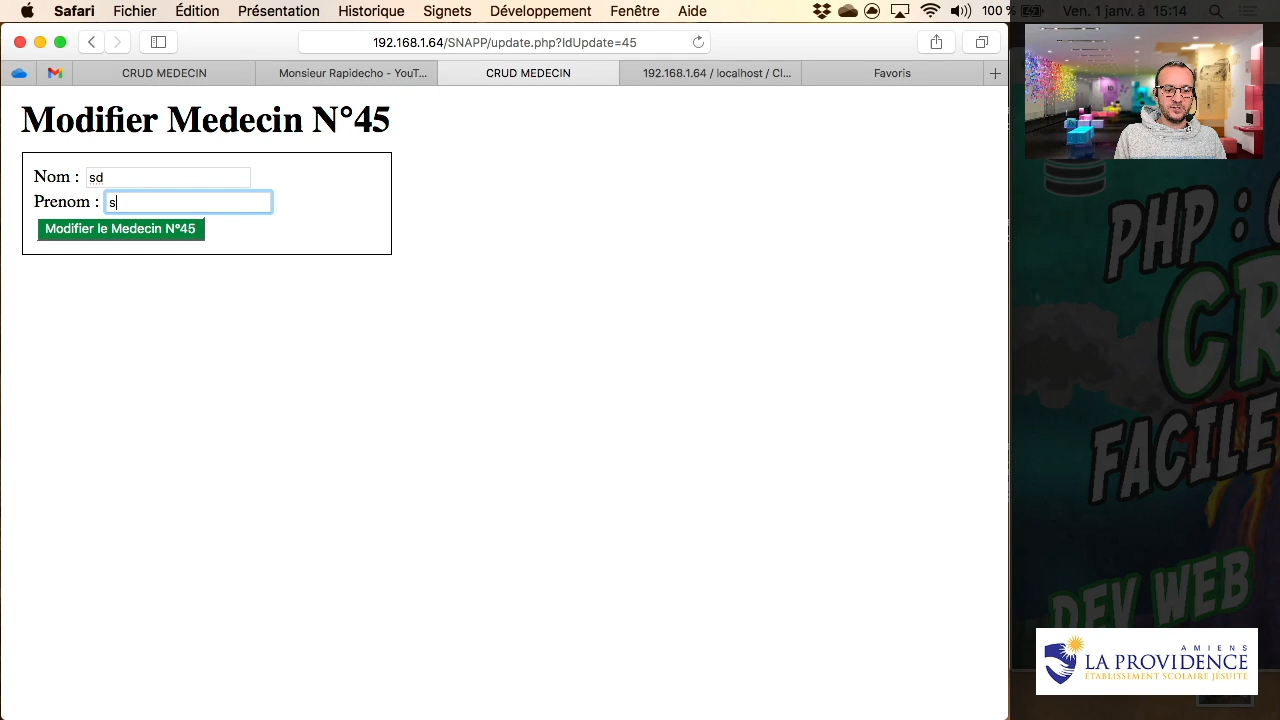 Safari Fichier Édition Présentation Historique Signets Développement Fenêtre Aide 100 % Ven. 1 janv. à 15:14
192.168.1.64/SNAPP/update.php?IdUpdate=45
CRUD MEDECIN Monsieur Rapidecho - YouT... CRUD MEDECIN 192.168.1.64 / localhost / Cl... Favoris
Modifier Medecin N°45
Nom : sd
Prenom : s
Modifier le Medecin N°45
PHP :
CR
FACILE
DEV WEB
AMIENS
LA PROVIDENCE
ETABLISSEMENT SCOLAIRE JESUITE